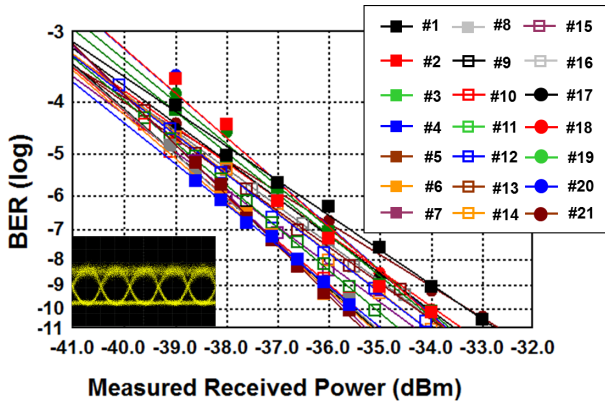 -3
-4
-5
-6
-7
-8
-9
-10
-11
BER (log)
-41.0 -40.0 -39.0 -38.0 -37.0 -36.0 -35.0 -34.0 -33.0 -32.0
Measured Received Power (dBm)
#1 #8 #15
#2 #9 #16
#3 #10 #17
#4 #11 #18
#5 #12 #19
#6 #13 #20
#7 #14 #21